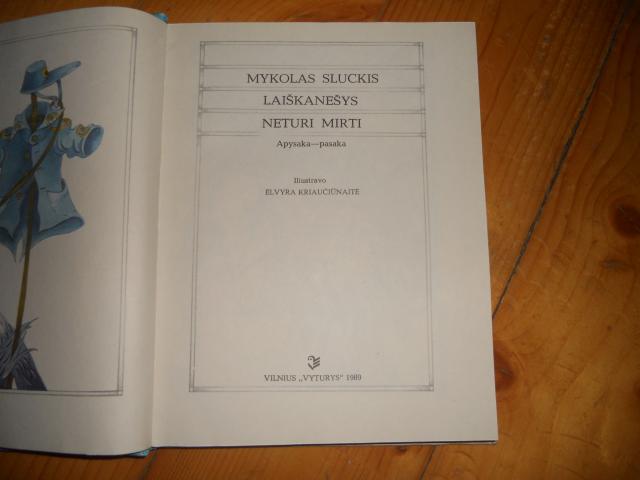 MYKOLAS SLUCKIS
LAIŠKANEŠYS
NETURI MIRTI
Apysaka—pasaka
Iliustravo
ELVYRA KRIAUČIŪNAITĖ
VILNIUS „VYTURYS“ 1989